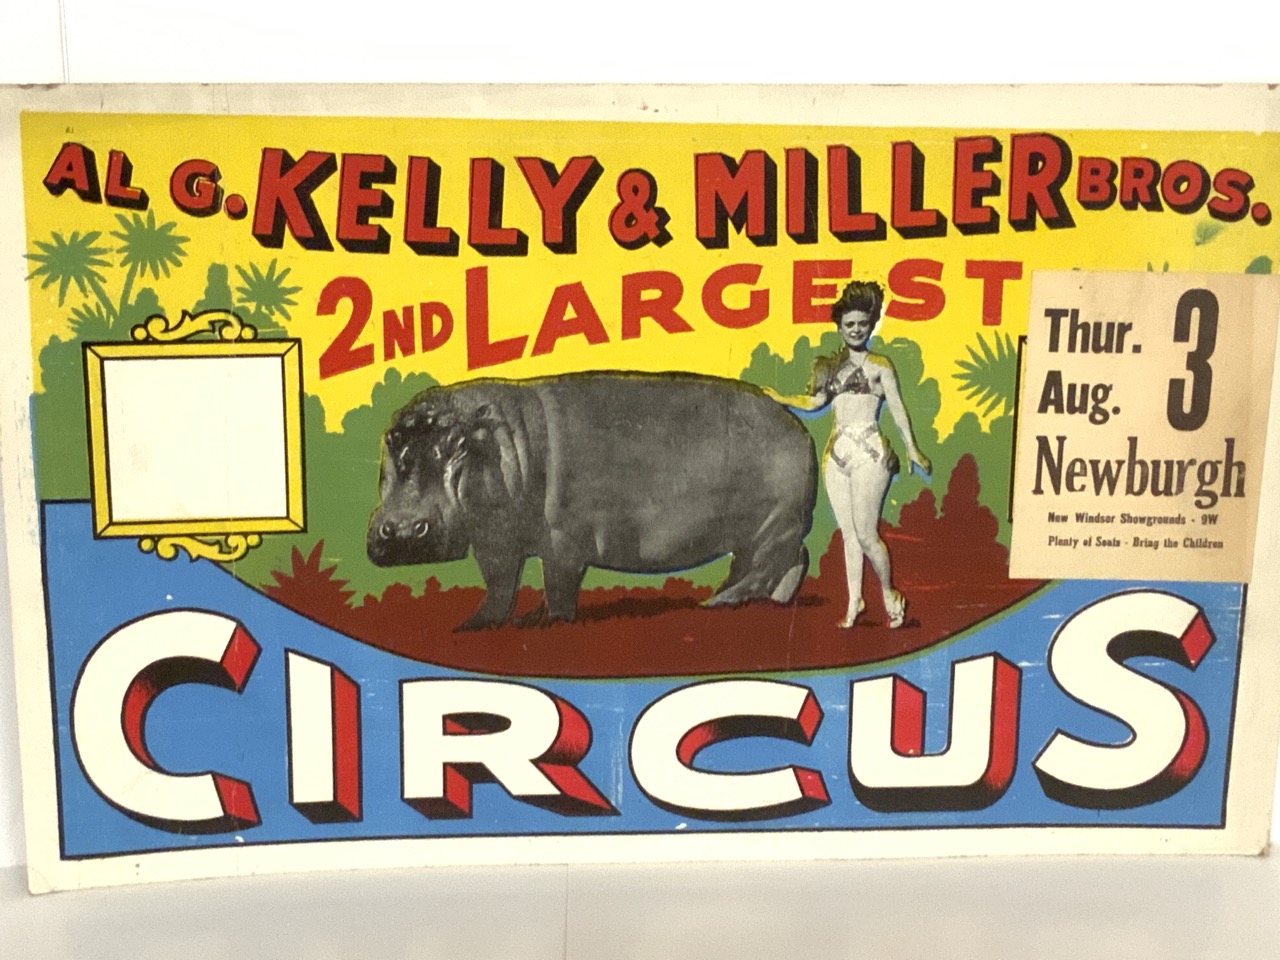 AL G. KELLY & MILLER BROS.
2ND LARGEST
Thur. 3
Aug.
Newburgh
New Windsor Showgrounds - 9W
Plenty of Seats - Bring the Children
CIRCUS